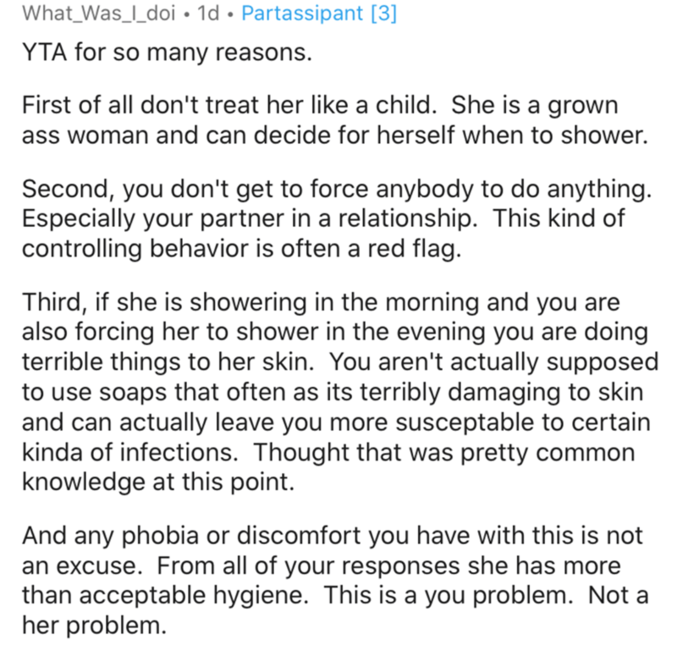 What_Was_I_doi • 1d • Partassipant [3]
YTA for so many reasons.
First of all don't treat her like a child.  She is a grown
ass woman and can decide for herself when to shower.
Second, you don't get to force anybody to do anything.
Especially your partner in a relationship.  This kind of
controlling behavior is often a red flag.
Third, if she is showering in the morning and you are
also forcing her to shower in the evening you are doing
terrible things to her skin.  You aren't actually supposed
to use soaps that often as its terribly damaging to skin
and can actually leave you more susceptable to certain
kinda of infections.  Thought that was pretty common
knowledge at this point.
And any phobia or discomfort you have with this is not
an excuse.  From all of your responses she has more
than acceptable hygiene.  This is a you problem.  Not a
her problem.